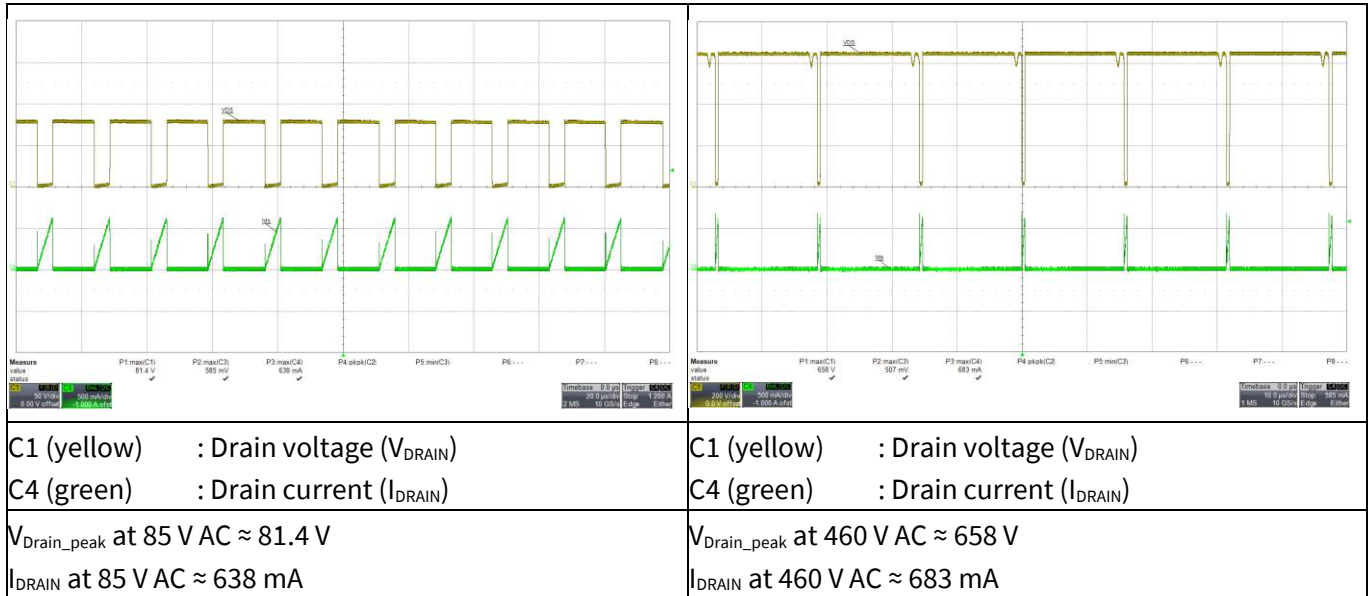 VDS
Ids
Measure P1:max(C1) P2:max(C3) P3:max(C4) P4:pkpk(C2) P5:min(C3) P6:- - - P7:- - - P8:- - -
value 81.4 V 585 mV 638 mA
status
C1
50 V/div 500 mA/div
0.00 V offset -1.000 A ofst
Timebase 0.0 µs Trigger
20.0 µs/div Stop 1.200 A
2 MS 10 GS/s Edge Either
VDS
Ids
Measure P1:max(C1) P2:max(C3) P3:max(C4) P4:pkpk(C2) P5:min(C3) P6:- - - P7:- - - P8:- - -
value 658 V 507 mV 683 mA
status
C1 C4
200 V/div 500 mA/div
0.0 V offset -1.000 A ofst
Timebase 0.0 µs Trigger
10.0 µs/div Stop 585 mA
1 MS 10 GS/s Edge Either
C1 (yellow) : Drain voltage (VDRAIN)
C4 (green) : Drain current (IDRAIN)
C1 (yellow) : Drain voltage (VDRAIN)
C4 (green) : Drain current (IDRAIN)
VDrain_peak at 85 V AC ≈ 81.4 V
IDRAIN at 85 V AC ≈ 638 mA
VDrain_peak at 460 V AC ≈ 658 V
IDRAIN at 460 V AC ≈ 683 mA